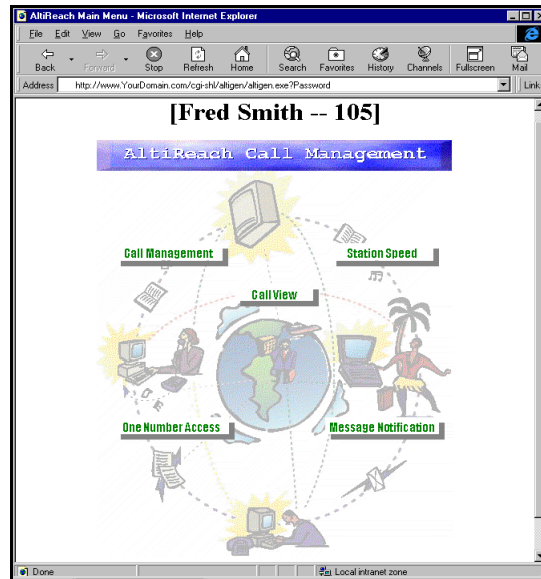 AltiReach Main Menu - Microsoft Internet Explorer
File Edit View Go Favorites Help
Back Forward Stop Refresh Home Search Favorites History Channels Fullscreen Mail
Address http://www.YourDomain.com/cgi-shl/altigen/altigen.exe?Password Link
[Fred Smith -- 105]
AltiReach Call Management
Call Management Station Speed
Call View
One Number Access Message Notification
Done Local intranet zone